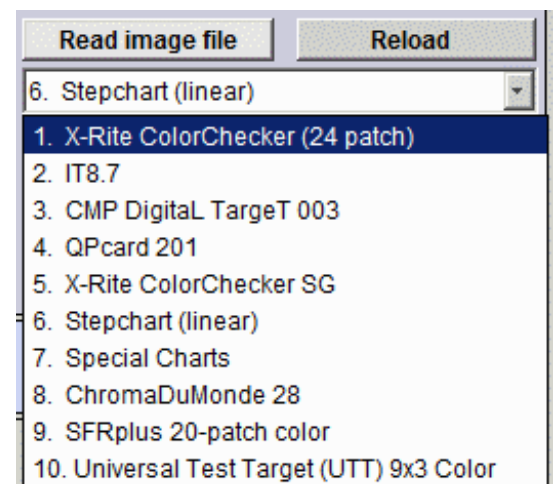 Read image file Reload
6. Stepchart (linear)
1. X-Rite ColorChecker (24 patch)
2. IT8.7
3. CMP DigitaL TargeT 003
4. QPcard 201
5. X-Rite ColorChecker SG
6. Stepchart (linear)
7. Special Charts
8. ChromaDuMonde 28
9. SFRplus 20-patch color
10. Universal Test Target (UTT) 9x3 Color